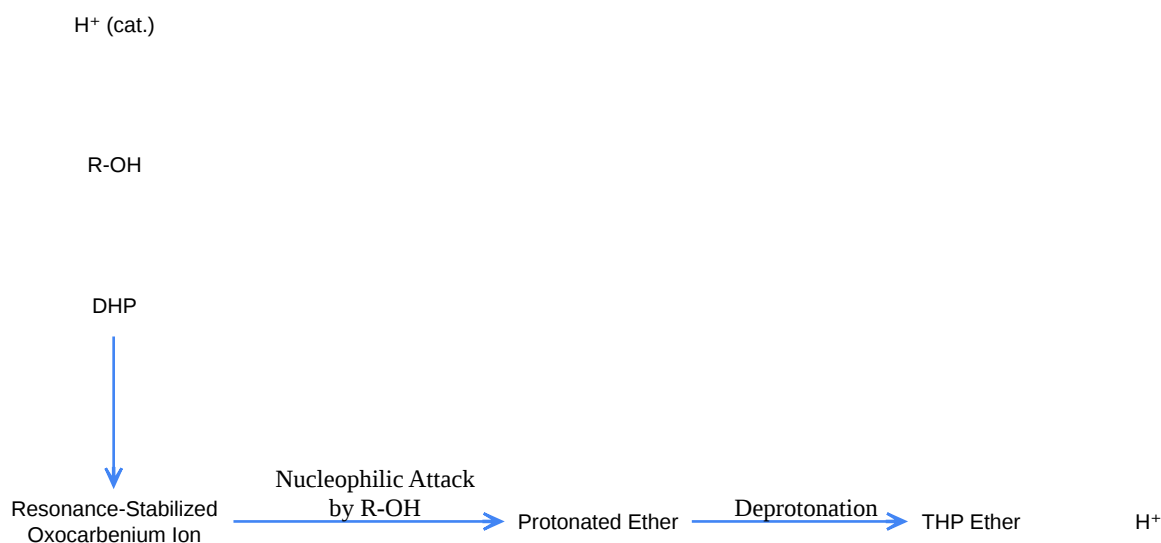 H⁺ (cat.)
R-OH
DHP
Resonance-Stabilized
Oxocarbenium Ion
Nucleophilic Attack
by R-OH
Protonated Ether
Deprotonation
THP Ether
H⁺